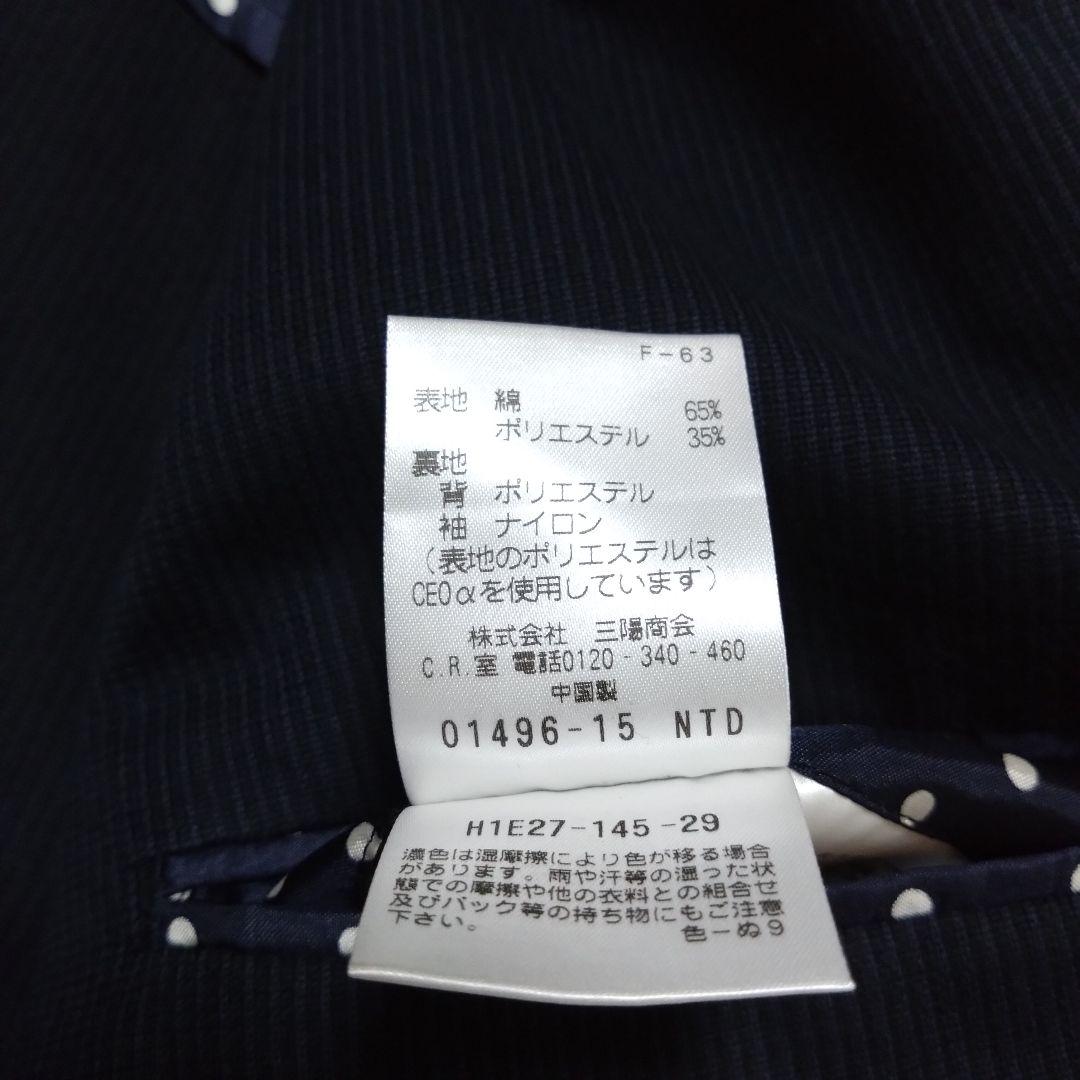 F-63
表地 綿 65%
ポリエステル 35%
裏地
背 ポリエステル
袖 ナイロン
(表地のポリエステルは
CEOαを使用しています)
株式会社 三陽商会
C.R.室 電話0120-340-460
中国製
01496-15 NTD
H1E27-145-29
濃色は湿摩擦により色が移る場合
があります。雨や汗等の湿った状
態での摩擦や他の衣料との組合せ
及びバック等の持ち物にもご注意
下さい。 色ーぬ9